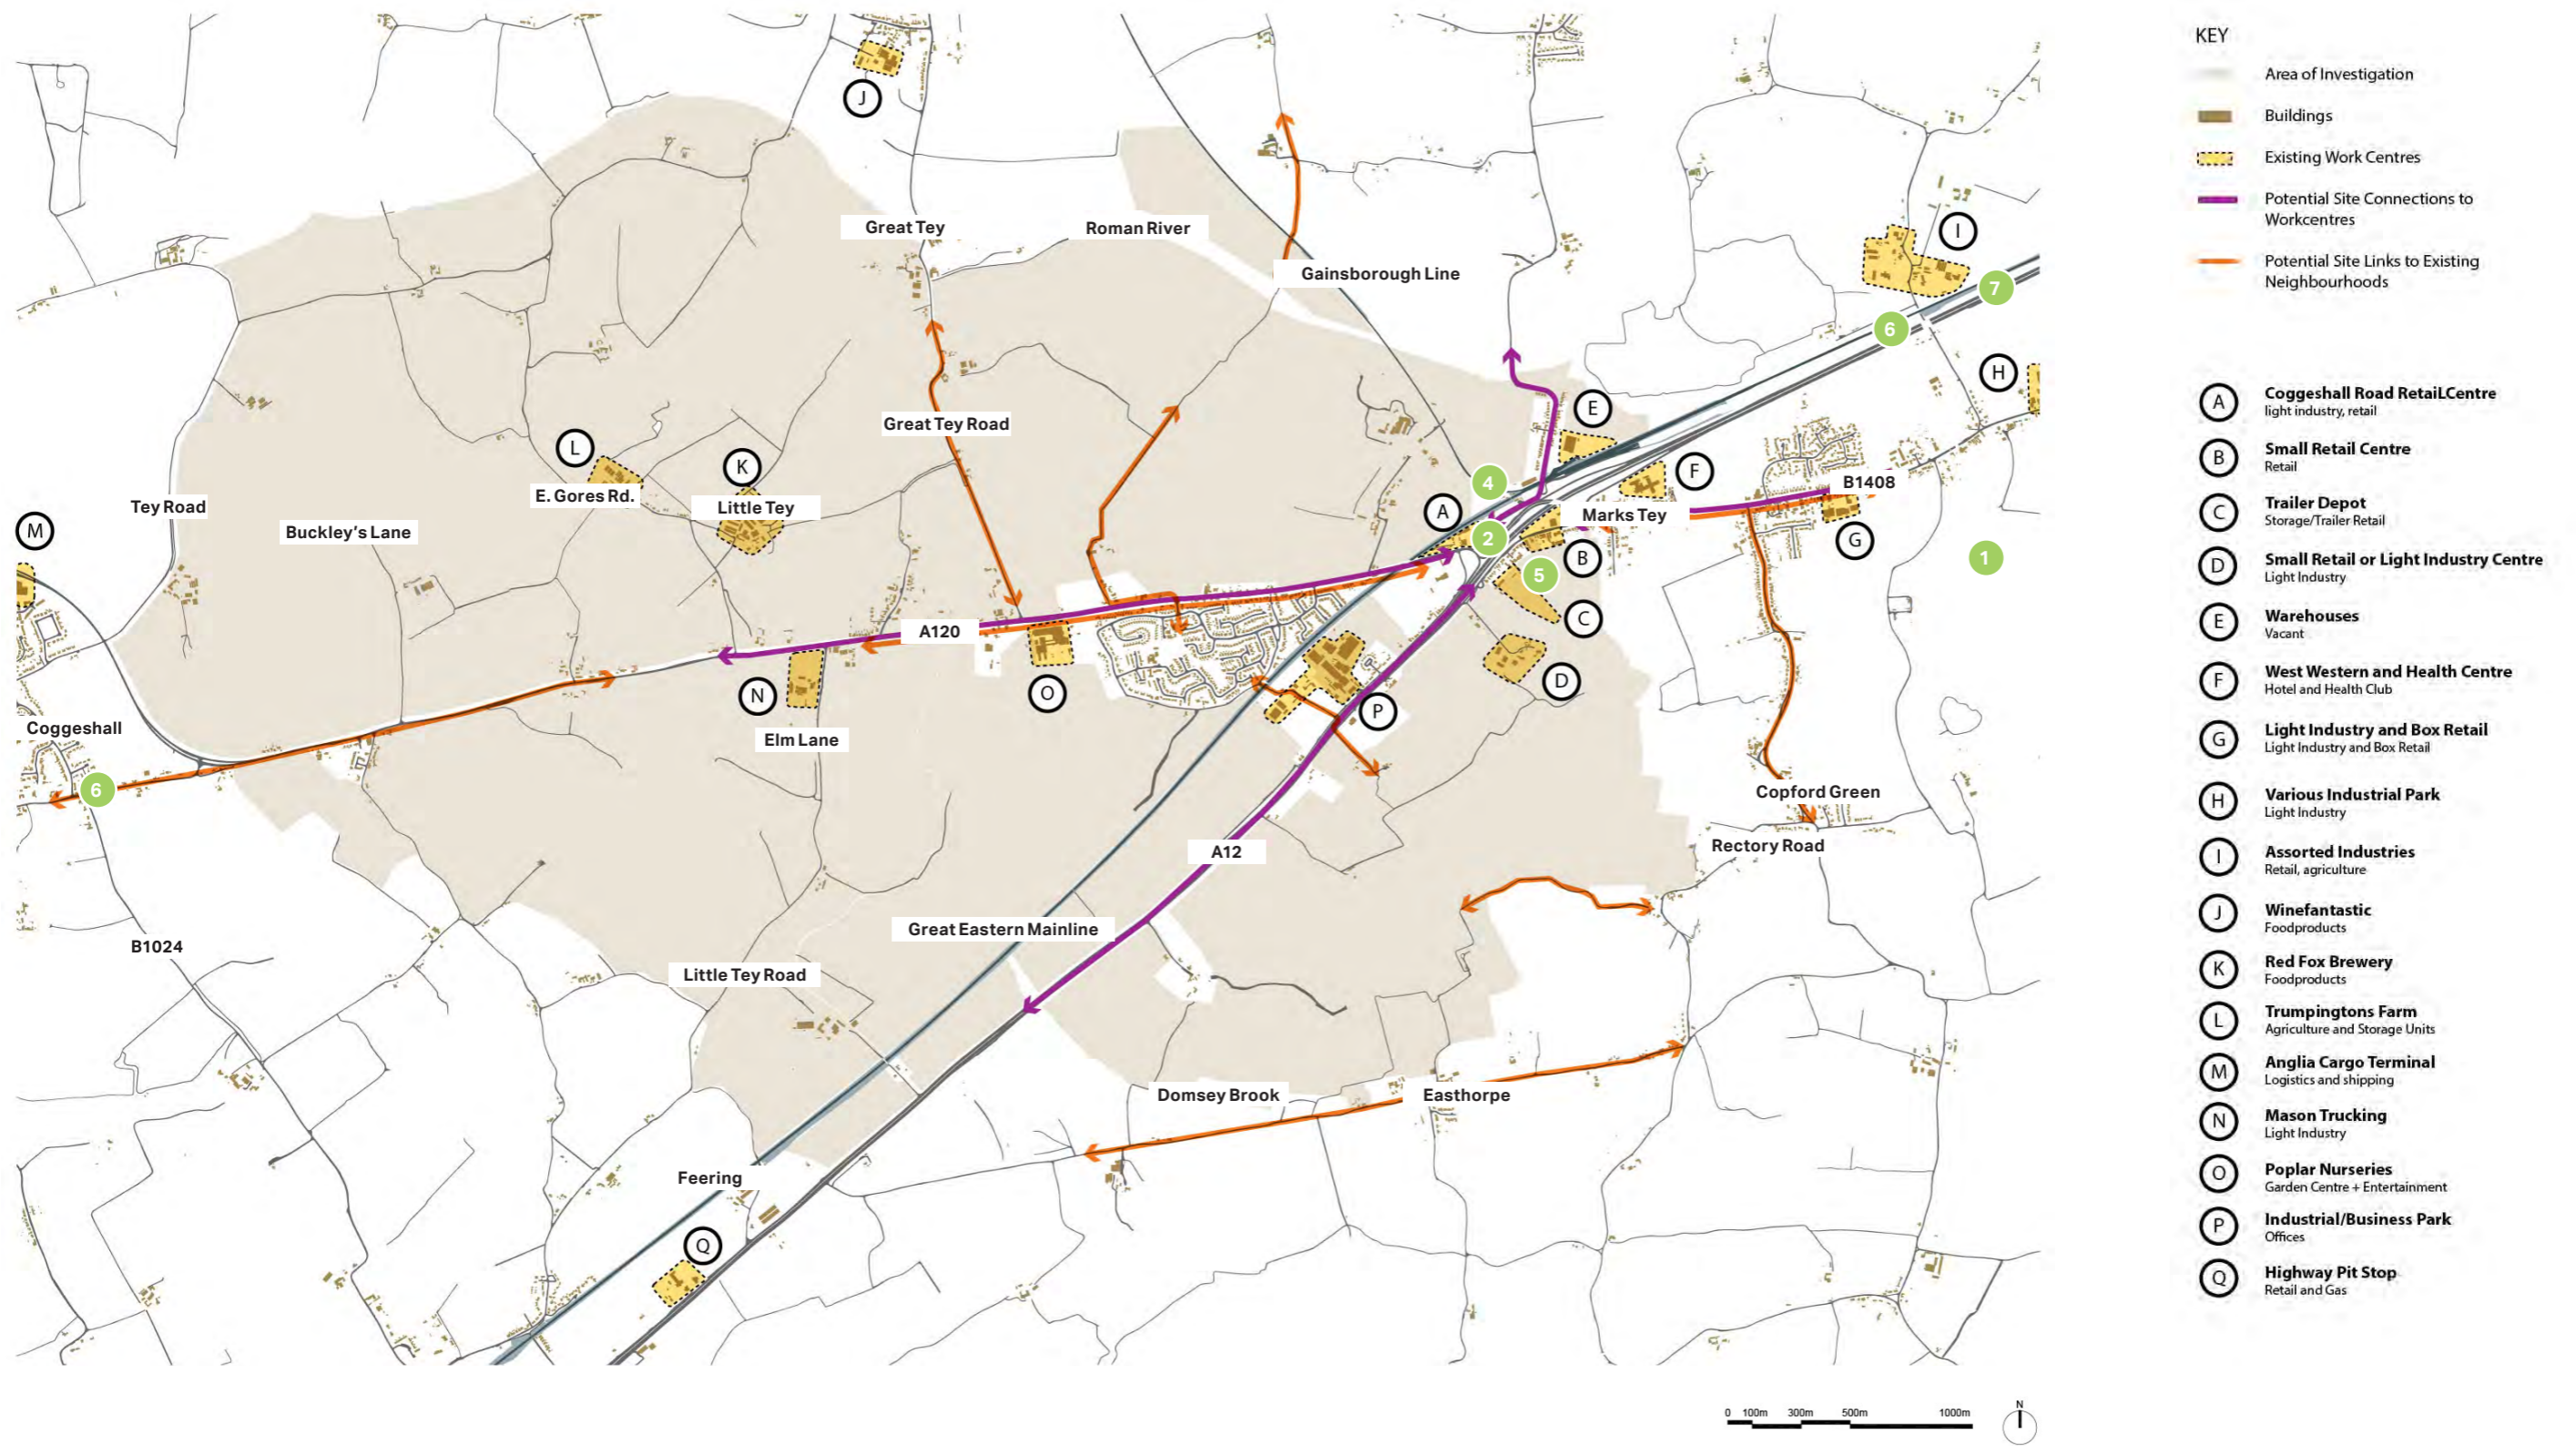 J
Great Tey
Roman River
Gainsborough Line
I
7
6
H
E
Great Tey Road
L
K
F
4
B1408
E. Gores Rd.
Little Tey
Tey Road
A
Marks Tey
Buckley's Lane
M
2
G
B
1
5
C
A120
D
N
O
P
Coggeshall
Elm Lane
6
Copford Green
Rectory Road
A12
Great Eastern Mainline
B1024
Little Tey Road
Domsey Brook
Easthorpe
Feering
Q
0 100m 300m 500m 1000m
N
KEY
Area of Investigation
Buildings
Existing Work Centres
Potential Site Connections to
Workcentres
Potential Site Links to Existing
Neighbourhoods
A
Coggeshall Road Retail.Centre
light industry, retail
B
Small Retail Centre
Retail
C
Trailer Depot
Storage/Trailer Retail
D
Small Retail or Light Industry Centre
Light Industry
E
Warehouses
Vacant
F
West Western and Health Centre
Hotel and Health Club
G
Light Industry and Box Retail
Light Industry and Box Retail
H
Various Industrial Park
Light Industry
I
Assorted Industries
Retail, agriculture
J
Winefantastic
Foodproducts
K
Red Fox Brewery
Foodproducts
L
Trumpingtons Farm
Agriculture and Storage Units
M
Anglia Cargo Terminal
Logistics and shipping
N
Mason Trucking
Light Industry
O
Poplar Nurseries
Garden Centre + Entertainment
P
Industrial/Business Park
Offices
Q
Highway Pit Stop
Retail and Gas